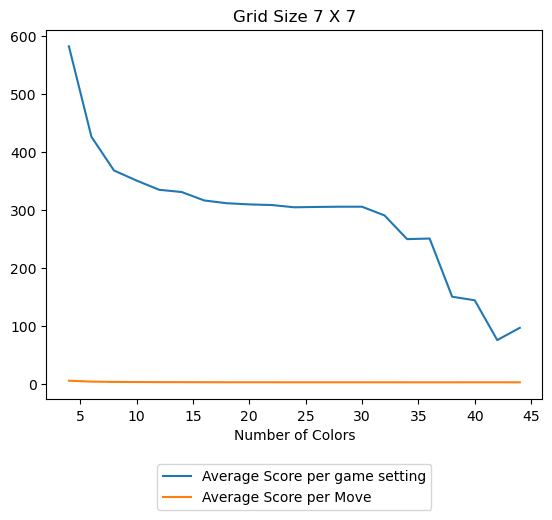 Grid Size 7 X 7
600
500
400
300
200
100
0
5 10 15 20 25 30 35 40 45
Number of Colors
Average Score per game setting
Average Score per Move